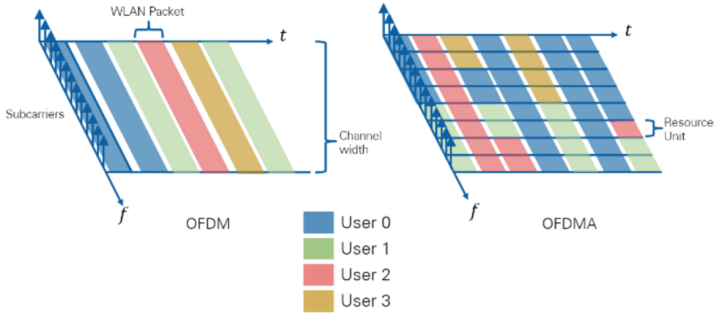 WLAN Packet
t
Subcarriers
Channel
width
f
OFDM
t
Resource
Unit
f
OFDMA
User 0
User 1
User 2
User 3